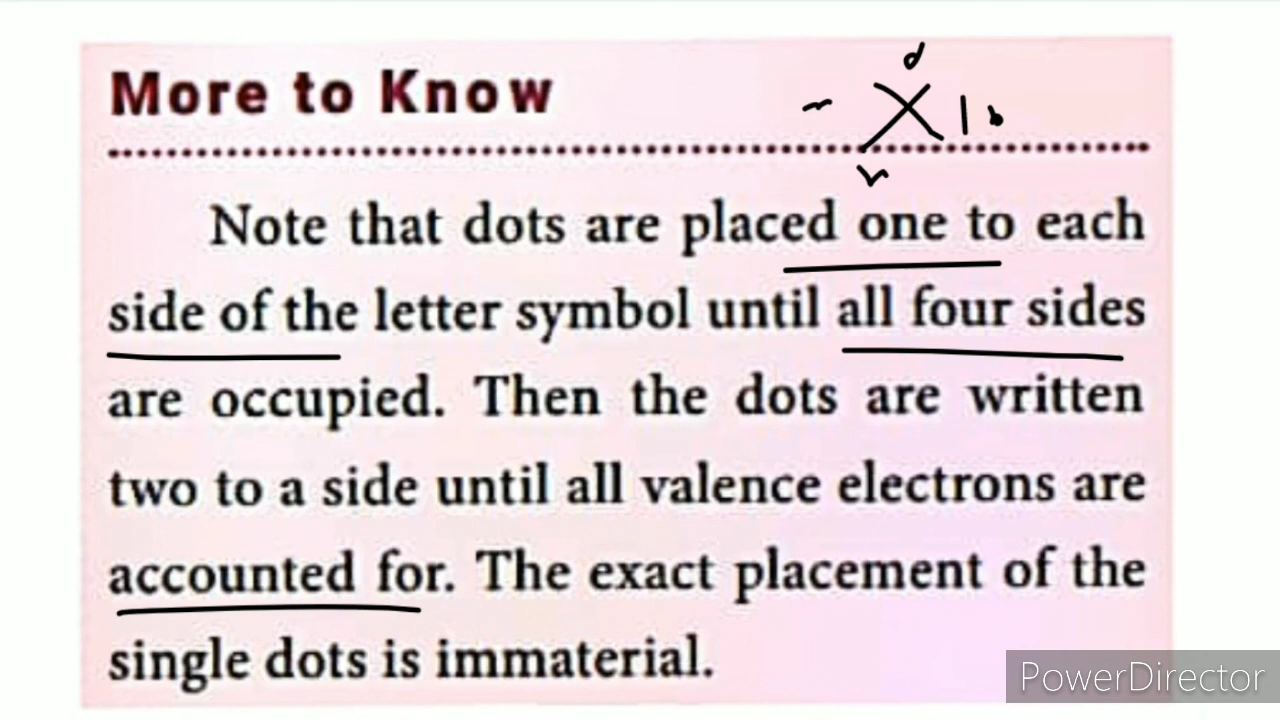 More to Know
X
Note that dots are placed one to each
side of the letter symbol until all four sides
are occupied. Then the dots are written
two to a side until all valence electrons are
accounted for. The exact placement of the
single dots is immaterial.
PowerDirector